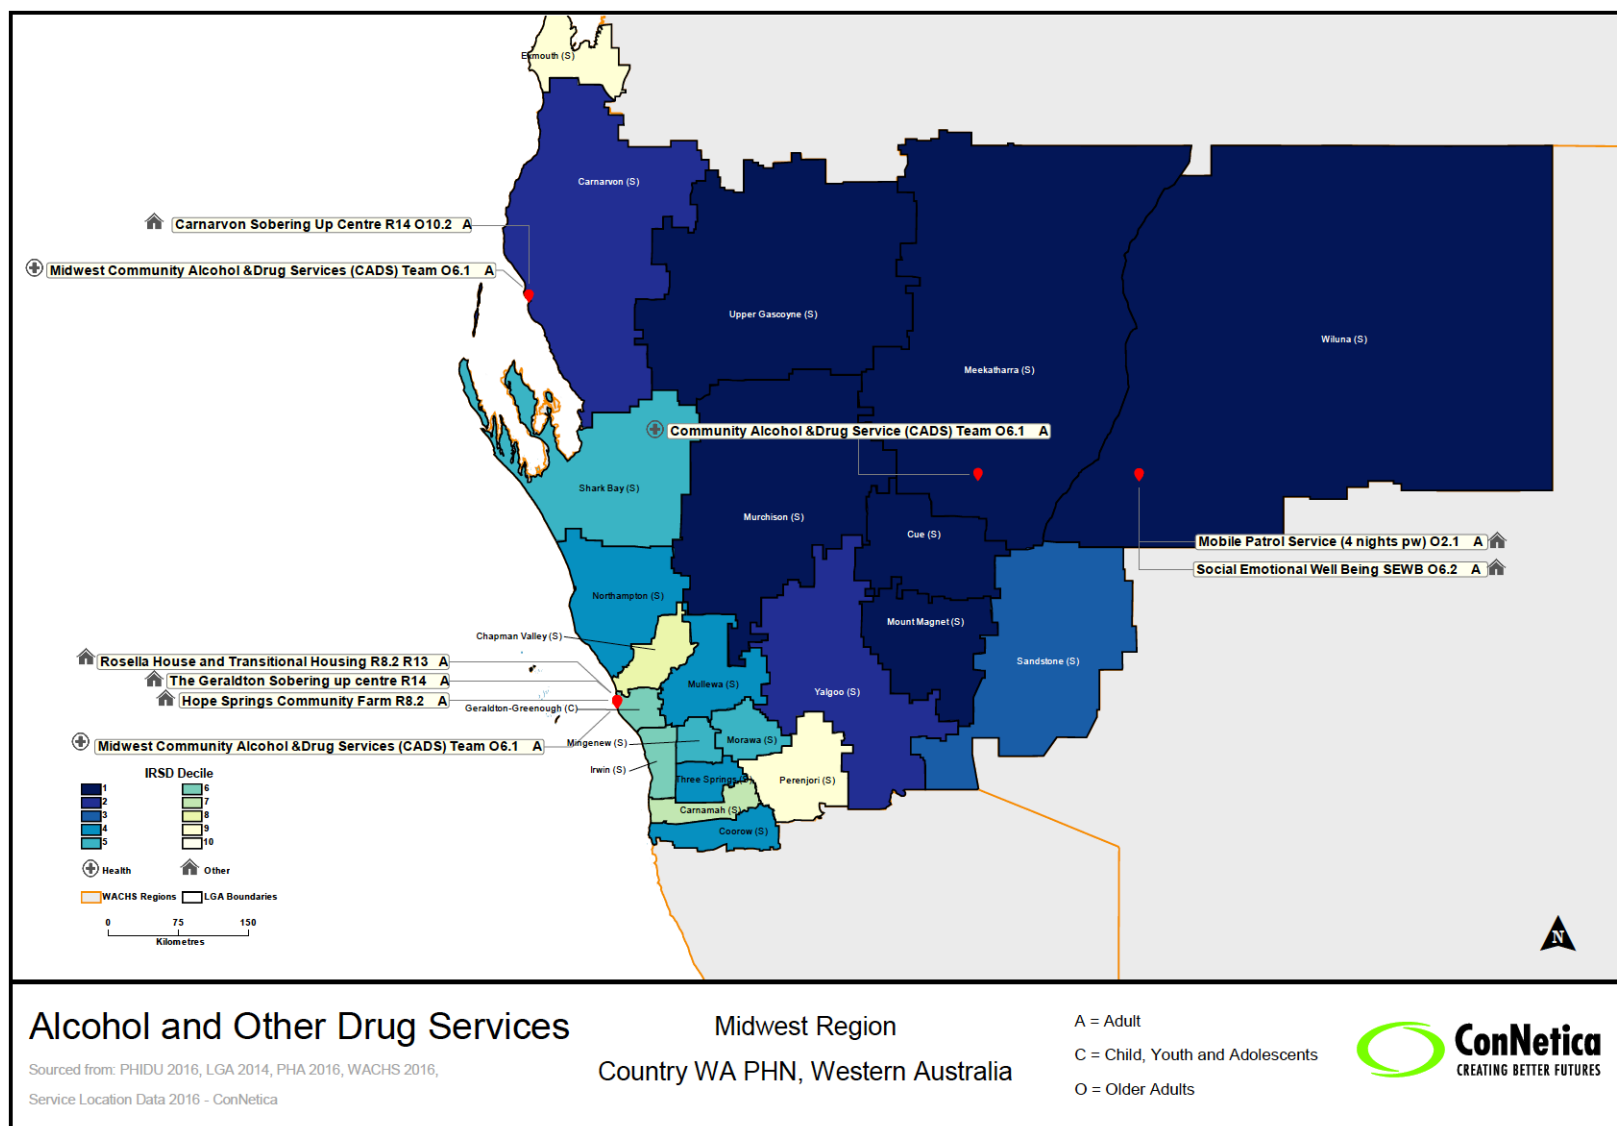 Exmouth (S)
Carnarvon (S)
Carnarvon Sobering Up Centre R14 O10.2 A
Midwest Community Alcohol &Drug Services (CADS) Team O6.1 A
Upper Gascoyne (S)
Wiluna (S)
Meekatharra (S)
Community Alcohol &Drug Service (CADS) Team O6.1 A
Shark Bay (S)
Murchison (S)
Cue (S)
Mobile Patrol Service (4 nights pw) O2.1 A
Social Emotional Well Being SEWB O6.2 A
Northampton (S)
Mount Magnet (S)
Chapman Valley (S)
Rosella House and Transitional Housing R8.2 R13 A
Sandstone (S)
The Geraldton Sobering up centre R14 A
Mullewa (S)
Yalgoo (S)
Hope Springs Community Farm R8.2 A
Geraldton-Greenough (C)
Midwest Community Alcohol &Drug Services (CADS) Team O6.1 A
Mingenew (S)
Morawa (S)
Irwin (S)
Three Springs (S)
Perenjori (S)
Carnamah (S)
Coorow (S)
IRSD Decile
1 6
2 7
3 8
4 9
5 10
Health Other
WACHS Regions LGA Boundaries
0 75 150
Kilometres
N
Alcohol and Other Drug Services
Sourced from: PHIDU 2016, LGA 2014, PHA 2016, WACHS 2016,
Service Location Data 2016 - ConNetica
Midwest Region
Country WA PHN, Western Australia
A = Adult
C = Child, Youth and Adolescents
O = Older Adults
ConNetica
CREATING BETTER FUTURES